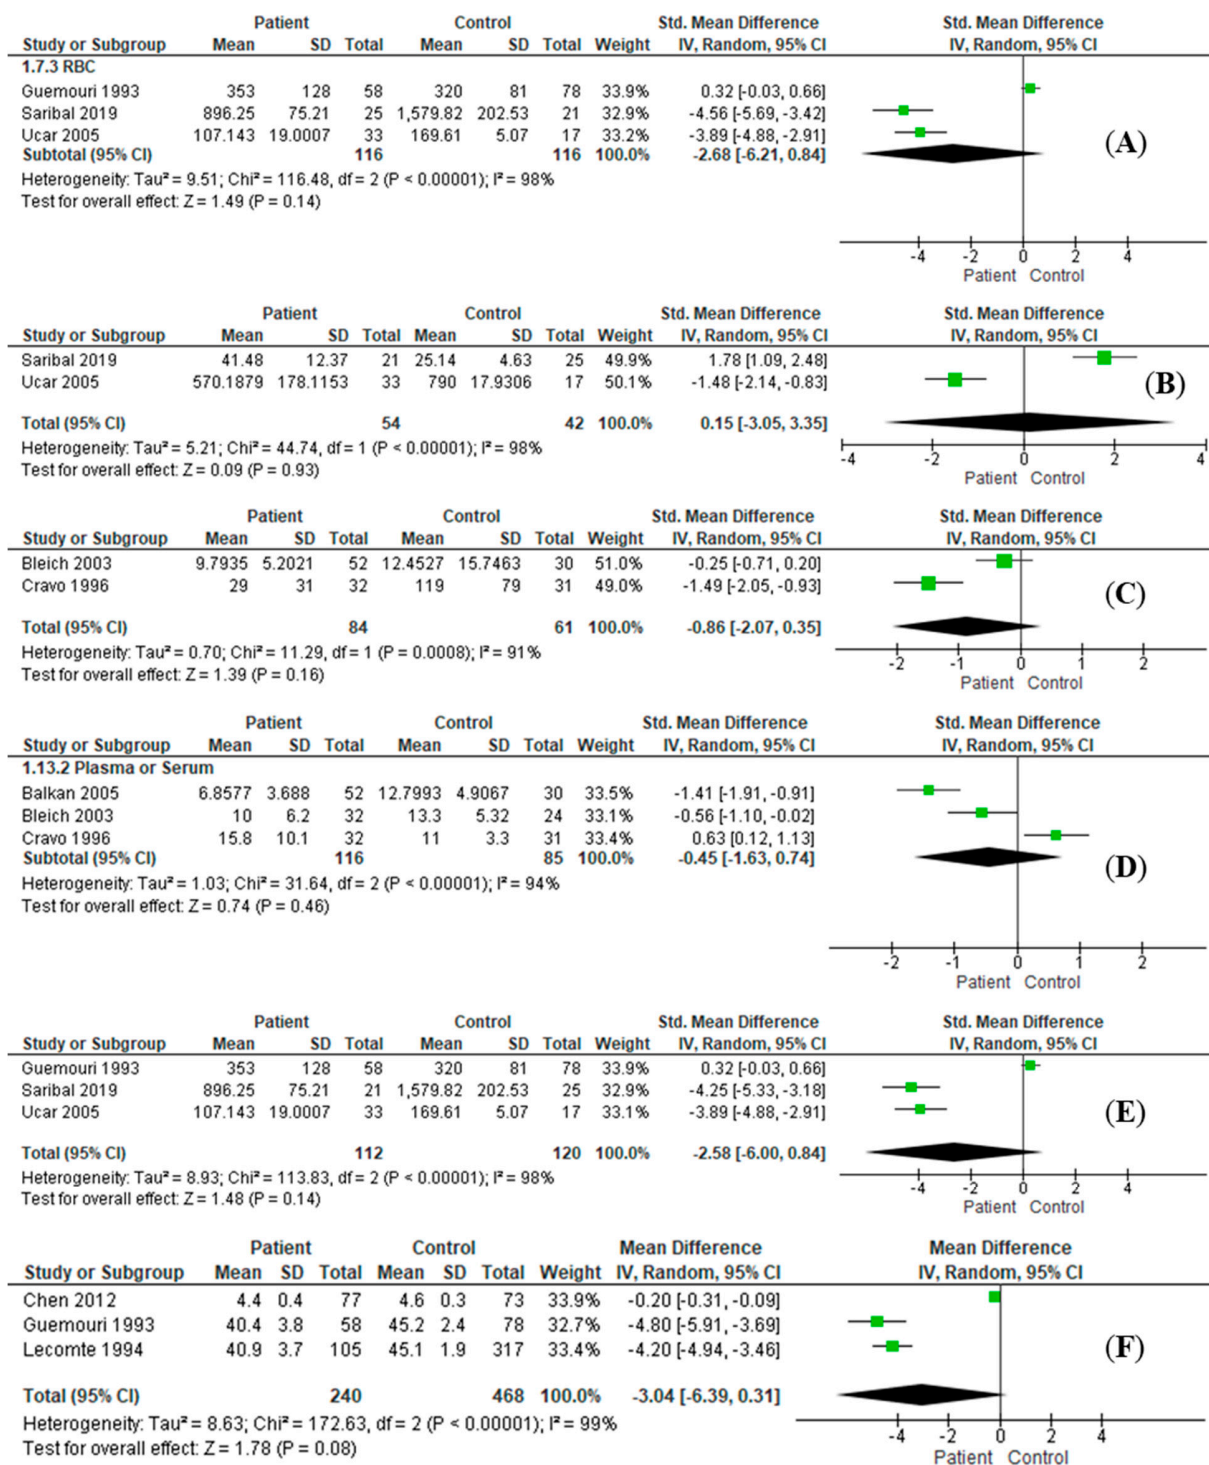 Patient Control Std. Mean Difference Std. Mean Difference
Study or Subgroup Mean SD Total Mean SD Total Weight IV, Random, 95% CI IV, Random, 95% CI
1.7.3 RBC
Guemouri 1993 353 128 58 320 81 78 33.9% 0.32 [-0.03, 0.66]
Saribal 2019 896.25 75.21 25 1,579.82 202.53 21 32.9% -4.56 [-5.69, -3.42]
Ucar 2005 107.143 19.0007 33 169.61 5.07 17 33.2% -3.89 [-4.88, -2.91]
Subtotal (95% CI) 116 116 100.0% -2.68 [-6.21, 0.84]
(A)
Heterogeneity: Tau² = 9.51; Chi² = 116.48, df = 2 (P < 0.00001); I² = 98%
Test for overall effect: Z = 1.49 (P = 0.14)
-4 -2 0 2 4
Patient Control
Patient Control Std. Mean Difference Std. Mean Difference
Study or Subgroup Mean SD Total Mean SD Total Weight IV, Random, 95% CI IV, Random, 95% CI
Saribal 2019 41.48 12.37 21 25.14 4.63 25 49.9% 1.78 [1.09, 2.48]
Ucar 2005 570.1879 178.1153 33 790 17.9306 17 50.1% -1.48 [-2.14, -0.83]
(B)
Total (95% CI) 54 42 100.0% 0.15 [-3.05, 3.35]
Heterogeneity: Tau² = 5.21; Chi² = 44.74, df = 1 (P < 0.00001); I² = 98%
Test for overall effect: Z = 0.09 (P = 0.93)
-4 -2 0 2 4
Patient Control
Patient Control Std. Mean Difference Std. Mean Difference
Study or Subgroup Mean SD Total Mean SD Total Weight IV, Random, 95% CI IV, Random, 95% CI
Bleich 2003 9.7935 5.2021 52 12.4527 15.7463 30 51.0% -0.25 [-0.71, 0.20]
Cravo 1996 29 31 32 119 79 31 49.0% -1.49 [-2.05, -0.93]
(C)
Total (95% CI) 84 61 100.0% -0.86 [-2.07, 0.35]
Heterogeneity: Tau² = 0.70; Chi² = 11.29, df = 1 (P = 0.0008); I² = 91%
Test for overall effect: Z = 1.39 (P = 0.16)
-2 -1 0 1 2
Patient Control
Patient Control Std. Mean Difference Std. Mean Difference
Study or Subgroup Mean SD Total Mean SD Total Weight IV, Random, 95% CI IV, Random, 95% CI
1.13.2 Plasma or Serum
Balkan 2005 6.8577 3.688 52 12.7993 4.9067 30 33.5% -1.41 [-1.91, -0.91]
Bleich 2003 10 6.2 32 13.3 5.32 24 33.1% -0.56 [-1.10, -0.02]
Cravo 1996 15.8 10.1 32 11 3.3 31 33.4% 0.63 [0.12, 1.13]
Subtotal (95% CI) 116 85 100.0% -0.45 [-1.63, 0.74]
(D)
Heterogeneity: Tau² = 1.03; Chi² = 31.64, df = 2 (P < 0.00001); I² = 94%
Test for overall effect: Z = 0.74 (P = 0.46)
-2 -1 0 1 2
Patient Control
Patient Control Std. Mean Difference Std. Mean Difference
Study or Subgroup Mean SD Total Mean SD Total Weight IV, Random, 95% CI IV, Random, 95% CI
Guemouri 1993 353 128 58 320 81 78 33.9% 0.32 [-0.03, 0.66]
Saribal 2019 896.25 75.21 21 1,579.82 202.53 25 32.9% -4.25 [-5.33, -3.18]
Ucar 2005 107.143 19.0007 33 169.61 5.07 17 33.1% -3.89 [-4.88, -2.91]
(E)
Total (95% CI) 112 120 100.0% -2.58 [-6.00, 0.84]
Heterogeneity: Tau² = 8.93; Chi² = 113.83, df = 2 (P < 0.00001); I² = 98%
Test for overall effect: Z = 1.48 (P = 0.14)
-4 -2 0 2 4
Patient Control
Patient Control Mean Difference Mean Difference
Study or Subgroup Mean SD Total Mean SD Total Weight IV, Random, 95% CI IV, Random, 95% CI
Chen 2012 4.4 0.4 77 4.6 0.3 73 33.9% -0.20 [-0.31, -0.09]
Guemouri 1993 40.4 3.8 58 45.2 2.4 78 32.7% -4.80 [-5.91, -3.69]
Lecomte 1994 40.9 3.7 105 45.1 1.9 317 33.4% -4.20 [-4.94, -3.46]
(F)
Total (95% CI) 240 468 100.0% -3.04 [-6.39, 0.31]
Heterogeneity: Tau² = 8.63; Chi² = 172.63, df = 2 (P < 0.00001); I² = 99%
Test for overall effect: Z = 1.78 (P = 0.08)
-4 -2 0 2 4
Patient Control